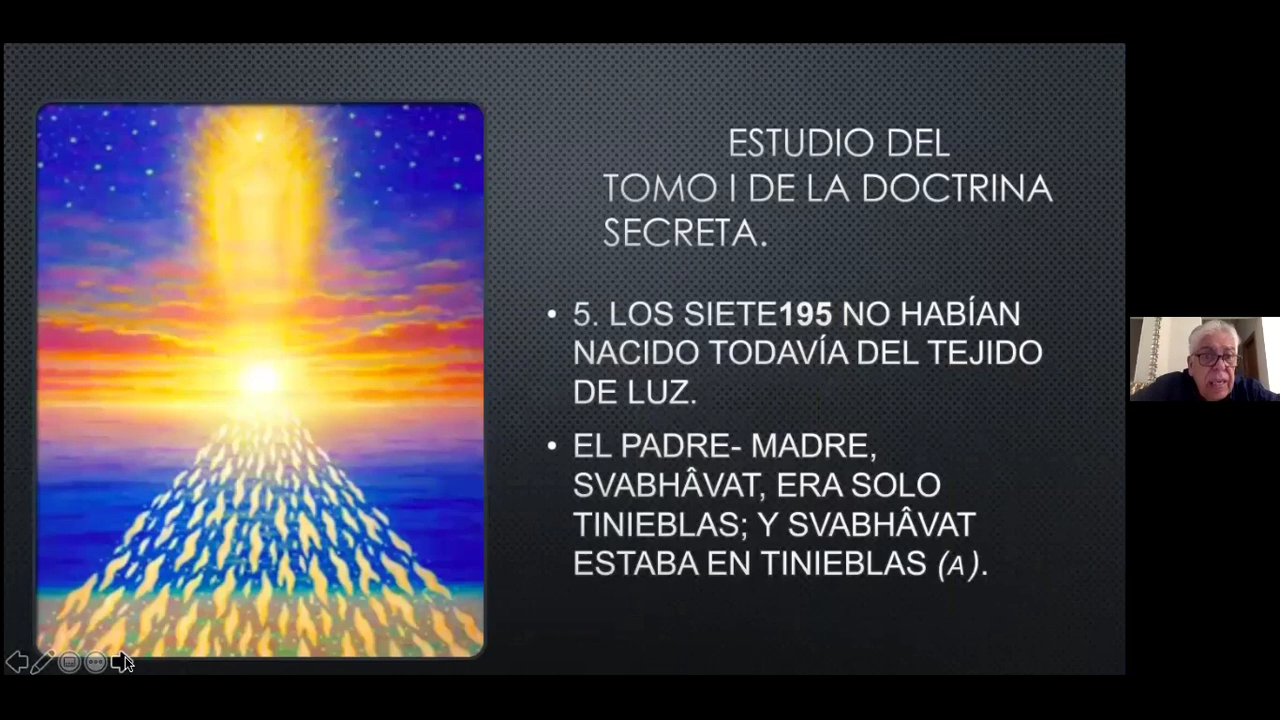 ESTUDIO DEL
TOMO I DE LA DOCTRINA
SECRETA.
• 5. LOS SIETE195 NO HABÍAN
NACIDO TODAVÍA DEL TEJIDO
DE LUZ.
• EL PADRE- MADRE,
SVABHÂVAT, ERA SOLO
TINIEBLAS; Y SVABHÂVAT
ESTABA EN TINIEBLAS (A).